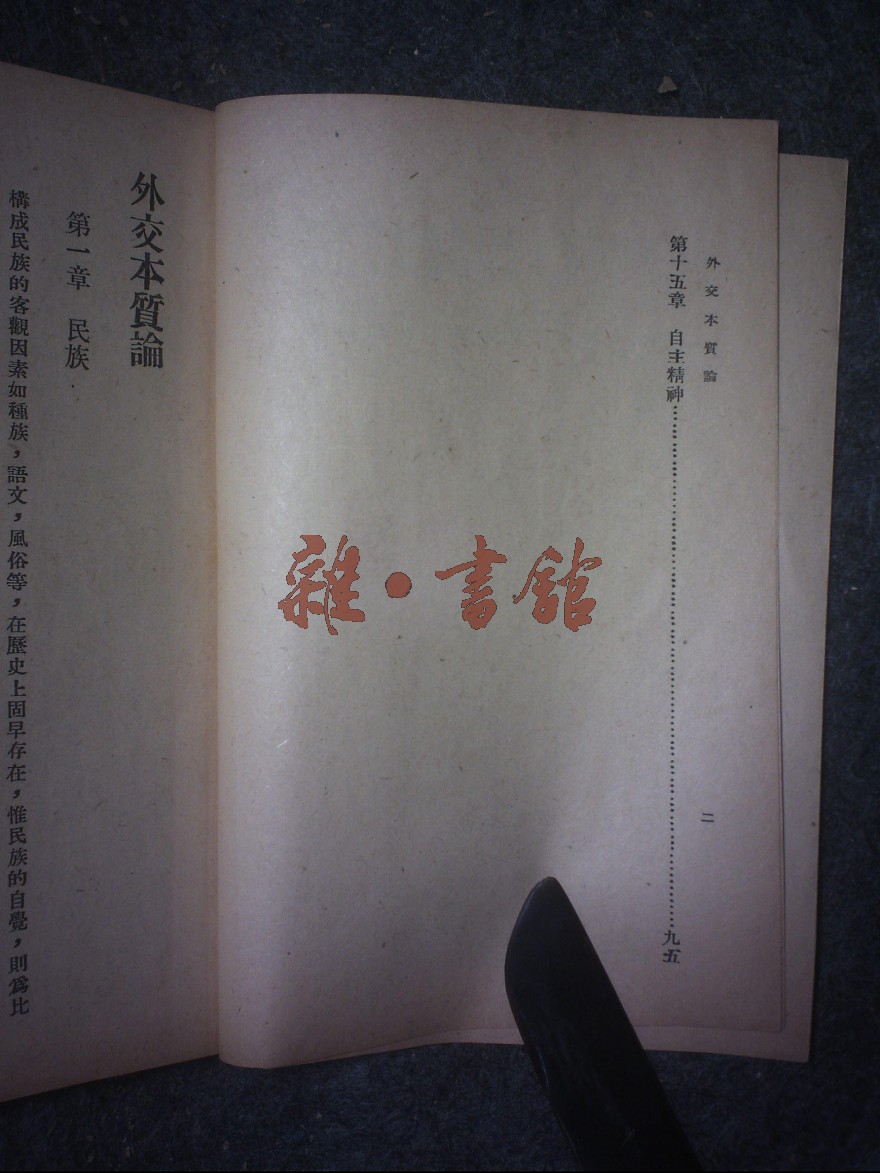 外交本質論
二
第十五章　自主精神……………………………九五
雜・書館
外交本質論
第一章　民族
構成民族的客觀因素如種族，語文，風俗等，在歷史上固早存在，惟民族的自覺，則爲比